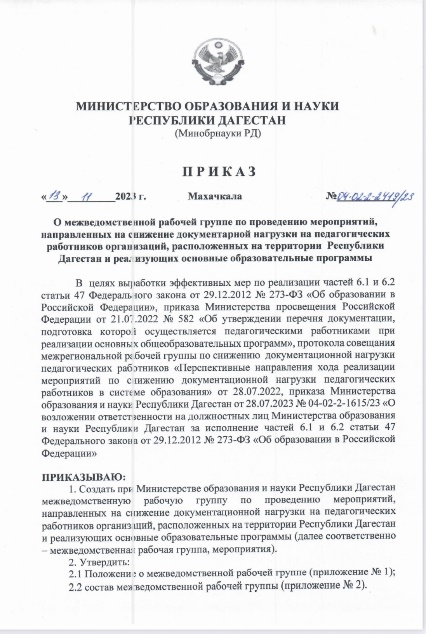 МИНИСТЕРСТВО ОБРАЗОВАНИЯ И НАУКИ
РЕСПУБЛИКИ ДАГЕСТАН
(Минобрнауки РД)
П Р И К А З
«13» 11 2023 г. Махачкала №04-02-2-2419/23
О межведомственной рабочей группе по проведению мероприятий,
направленных на снижение документарной нагрузки на педагогических
работников организаций, расположенных на территории Республики
Дагестан и реализующих основные образовательные программы
В целях выработки эффективных мер по реализации частей 6.1 и 6.2
статьи 47 Федерального закона от 29.12.2012 № 273-ФЗ «Об образовании в
Российской Федерации», приказа Министерства просвещения Российской
Федерации от 21.07.2022 № 582 «Об утверждении перечня документации,
подготовка которой осуществляется педагогическими работниками при
реализации основных общеобразовательных программ», протокола совещания
межрегиональной рабочей группы по снижению документационной нагрузки
педагогических работников «Перспективные направления хода реализации
мероприятий по снижению документационной нагрузки педагогических
работников в системе образования» от 28.07.2022, приказа Министерства
образования и науки Республики Дагестан от 28.07.2023 № 04-02-2-1615/23 «О
возложении ответственности на должностных лиц Министерства образования
и науки Республики Дагестан за исполнение частей 6.1 и 6.2 статьи 47
Федерального закона от 29.12.2012 № 273-ФЗ «Об образовании в Российской
Федерации»
ПРИКАЗЫВАЮ:
1. Создать при Министерстве образования и науки Республики Дагестан
межведомственную рабочую группу по проведению мероприятий,
направленных на снижение документационной нагрузки на педагогических
работников организаций, расположенных на территории Республики Дагестан
и реализующих основные образовательные программы (далее соответственно
– межведомственная рабочая группа, мероприятия).
2. Утвердить:
2.1 Положение о межведомственной рабочей группе (приложение № 1);
2.2 состав межведомственной рабочей группы (приложение № 2).